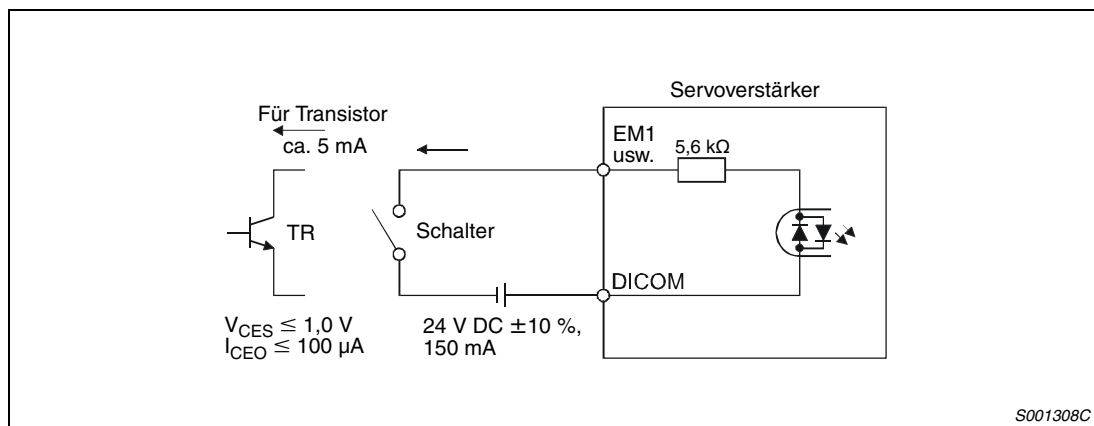 Servoverstärker
Für Transistor
ca. 5 mA
EM1
usw.
5,6 kΩ
TR
Schalter
DICOM
V_CES ≤ 1,0 V
I_CEO ≤ 100 µA
24 V DC ±10 %,
150 mA
S001308C